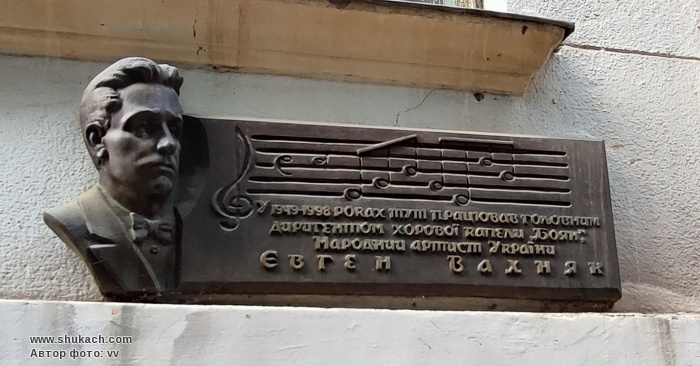 У 1949-1998 роках тут працював головним
диригентом хорової капели „Боян”,
Народний артист України
Євген Вахняк
www.shukach.com
Автор фото: vv